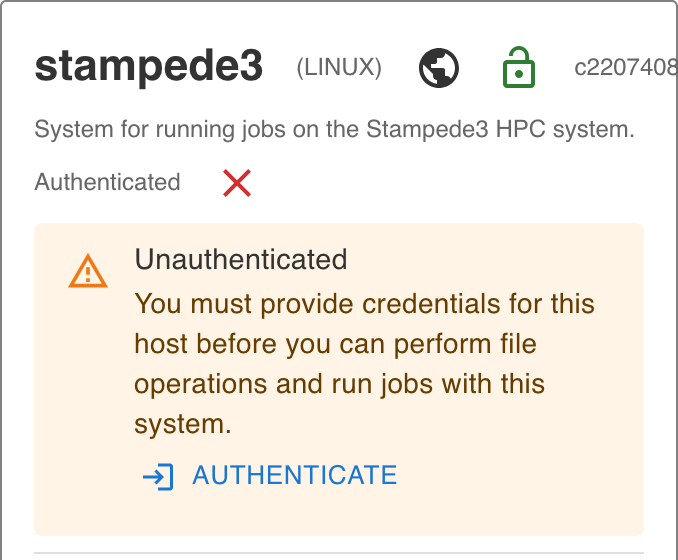 stampede3 (LINUX) c2207408
System for running jobs on the Stampede3 HPC system.
Authenticated
Unauthenticated
You must provide credentials for this
host before you can perform file
operations and run jobs with this
system.
AUTHENTICATE